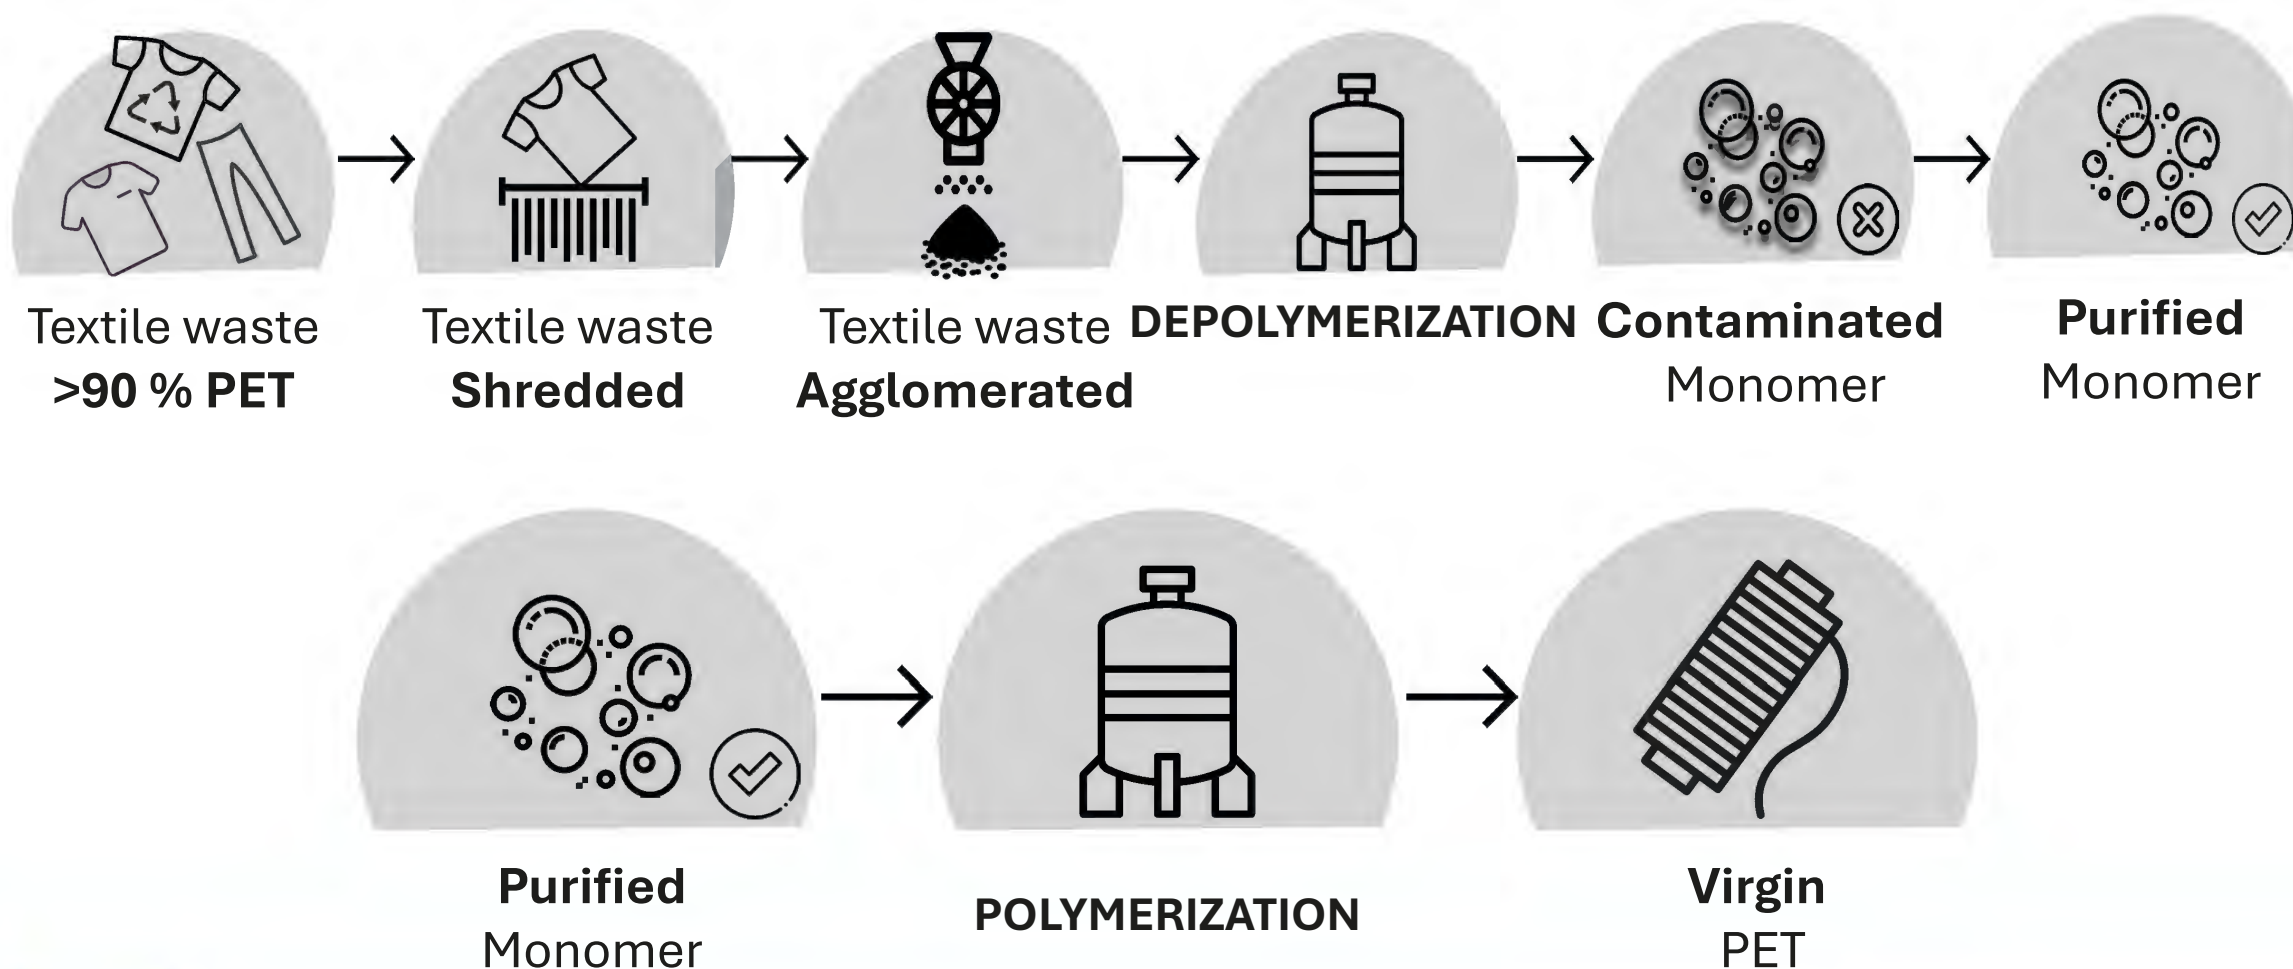 Textile waste
>90 % PET
Textile waste
Shredded
Textile waste
Agglomerated
DEPOLYMERIZATION
Contaminated
Monomer
Purified
Monomer
Purified
Monomer
POLYMERIZATION
Virgin
PET